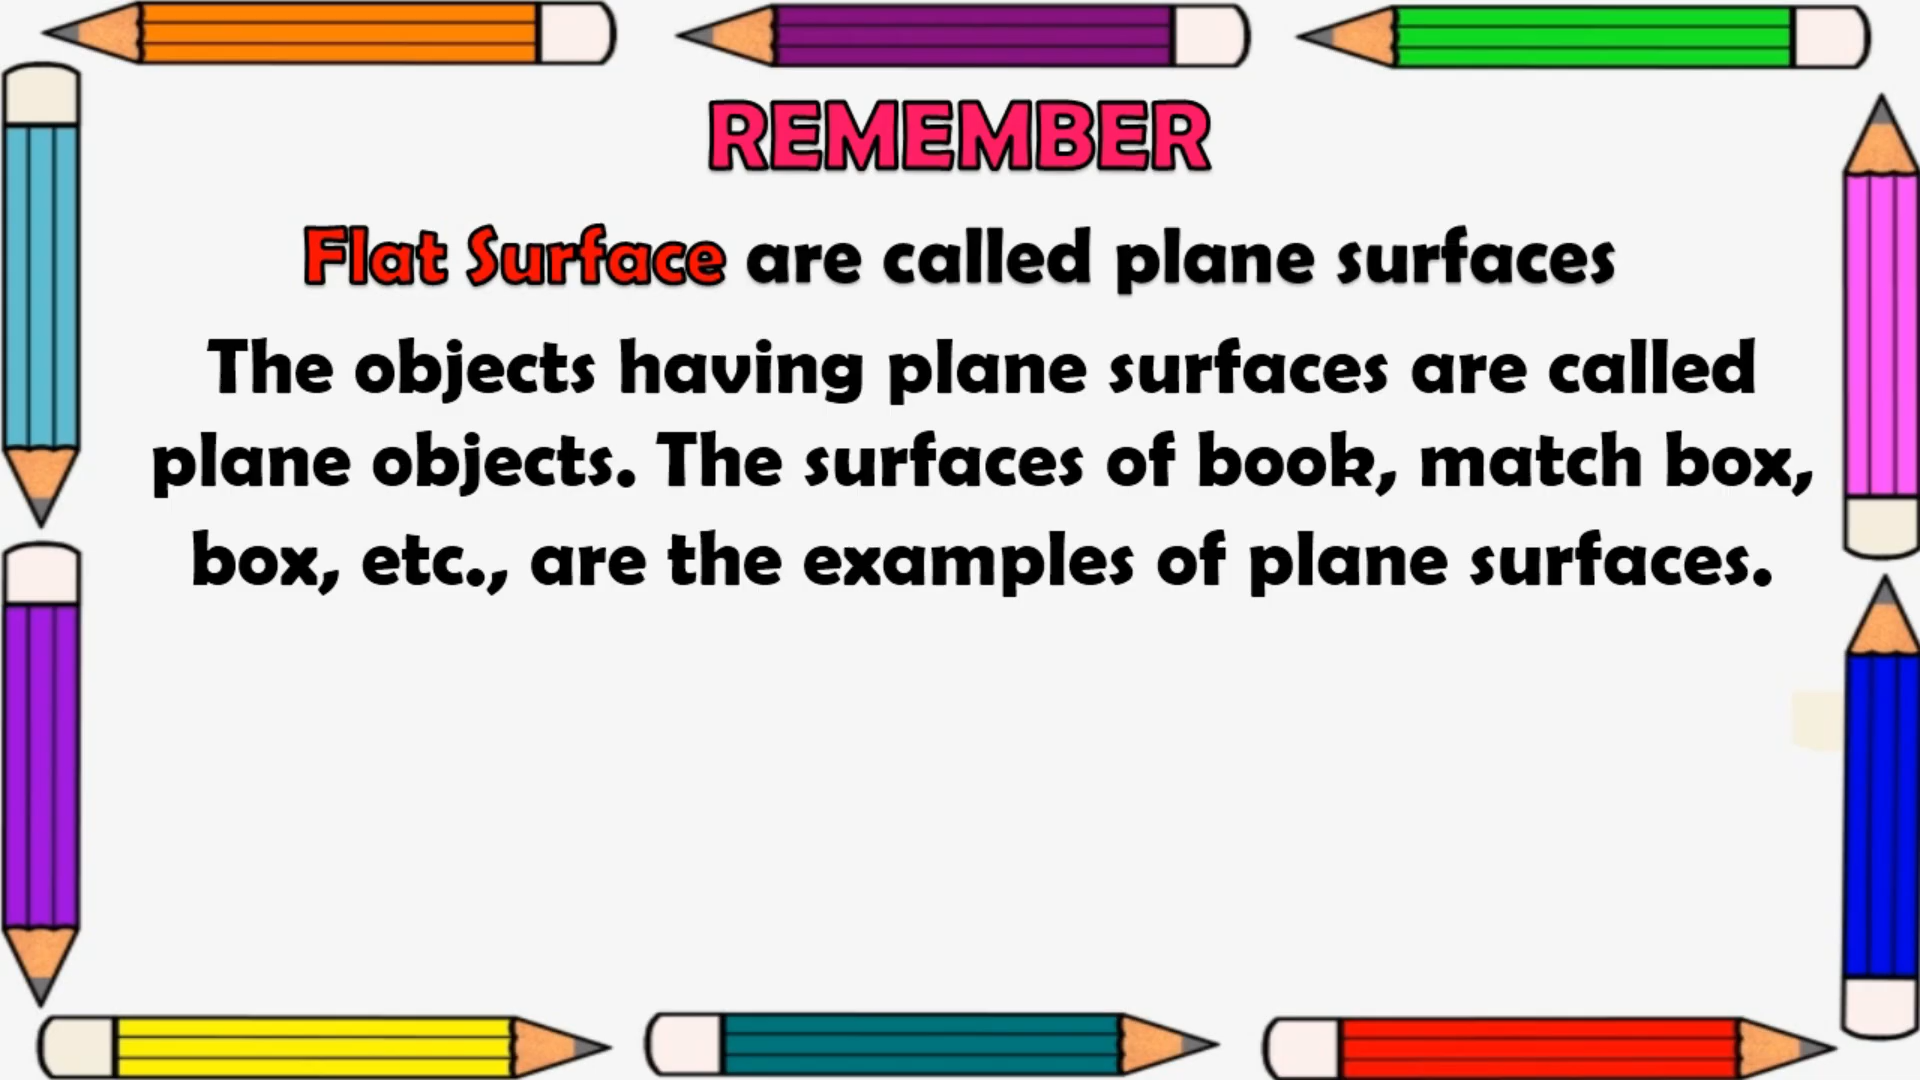 REMEMBER
Flat Surface are called plane surfaces
The objects having plane surfaces are called
plane objects. The surfaces of book, match box,
box, etc., are the examples of plane surfaces.